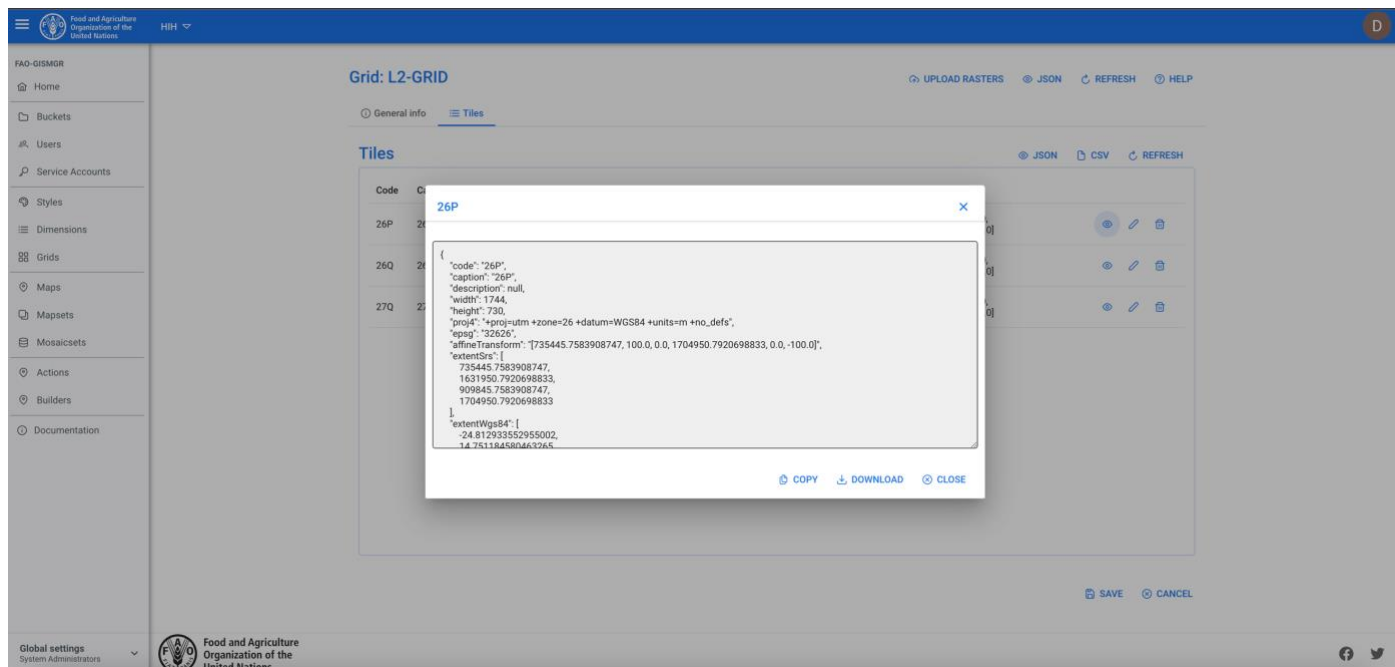 Food and Agriculture
Organization of the
United Nations
HIH
D
FAO-GISMGR
Home
Buckets
Users
Service Accounts
Styles
Dimensions
Grids
Maps
Mapsets
Mosaicsets
Actions
Builders
Documentation
Global settings
System Administrators
Grid: L2-GRID
UPLOAD RASTERS JSON REFRESH HELP
General info Tiles
Tiles
JSON CSV REFRESH
Code
26P
26Q
27Q
26P
{
"code": "26P",
"caption": "26P",
"description": null,
"width": 1744,
"height": 730,
"proj4": "+proj=utm +zone=26 +datum=WGS84 +units=m +no_defs",
"epsg": "32626",
"affineTransform": "[735445.7583908747, 100.0, 0.0, 1704950.7920698833, 0.0, -100.0]",
"extentSrs": [
735445.7583908747,
1631950.7920698833,
909845.7583908747,
1704950.7920698833
],
"extentWgs84": [
-24.812933552955002,
14.751184580463265,
COPY DOWNLOAD CLOSE
SAVE CANCEL
Food and Agriculture
Organization of the
United Nations